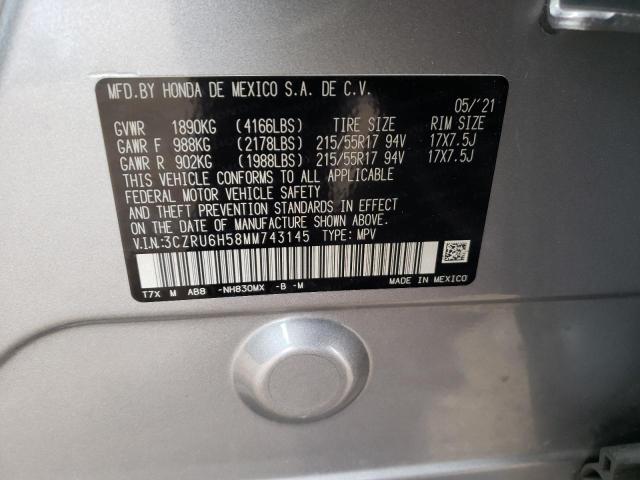 MFD.BY HONDA DE MEXICO S.A. DE C.V.
05/'21
GVWR 1890KG (4166LBS) TIRE SIZE RIM SIZE
GAWR F 988KG (2178LBS) 215/55R17 94V 17X7.5J
GAWR R 902KG (1988LBS) 215/55R17 94V 17X7.5J
THIS VEHICLE CONFORMS TO ALL APPLICABLE
FEDERAL MOTOR VEHICLE SAFETY
AND THEFT PREVENTION STANDARDS IN EFFECT
ON THE DATE OF MANUFACTURE SHOWN ABOVE.
V.I.N:3CZRU6H58MM743145 TYPE: MPV
T7X M AB8 -NH830MX -B -M
MADE IN MEXICO